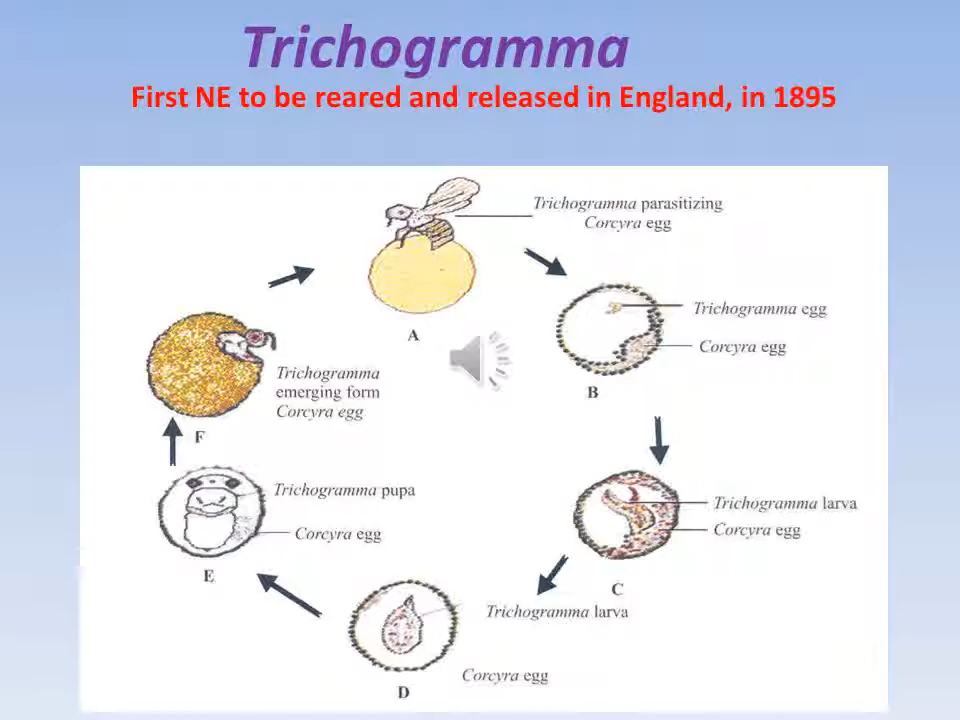 Trichogramma
First NE to be reared and released in England, in 1895
Trichogramma parasitizing
Corcyra egg
A
Trichogramma egg
Corcyra egg
B
Trichogramma larva
Corcyra egg
C
Trichogramma larva
Corcyra egg
D
Trichogramma pupa
Corcyra egg
E
Trichogramma
emerging form
Corcyra egg
F